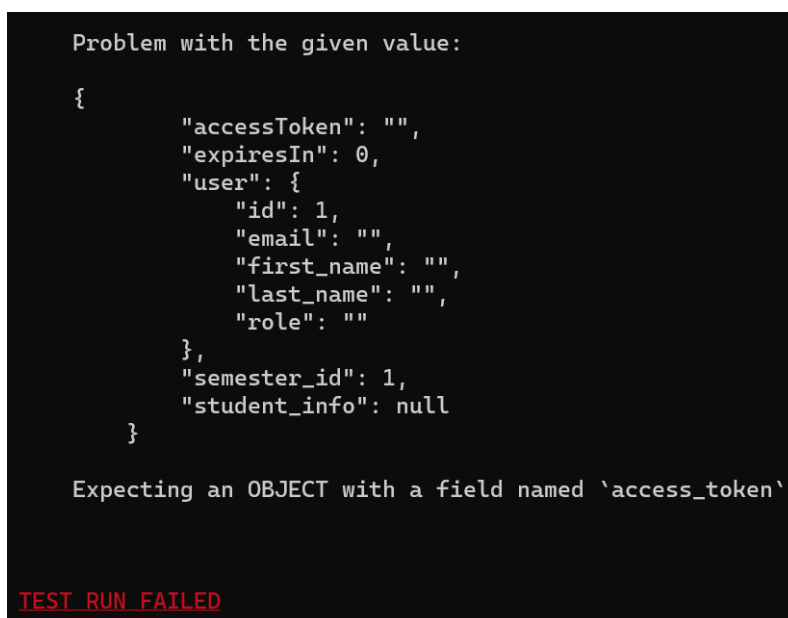 Problem with the given value:
{
"accessToken": "",
"expiresIn": 0,
"user": {
"id": 1,
"email": "",
"first_name": "",
"last_name": "",
"role": ""
},
"semester_id": 1,
"student_info": null
}
Expecting an OBJECT with a field named `access_token`
TEST RUN FAILED